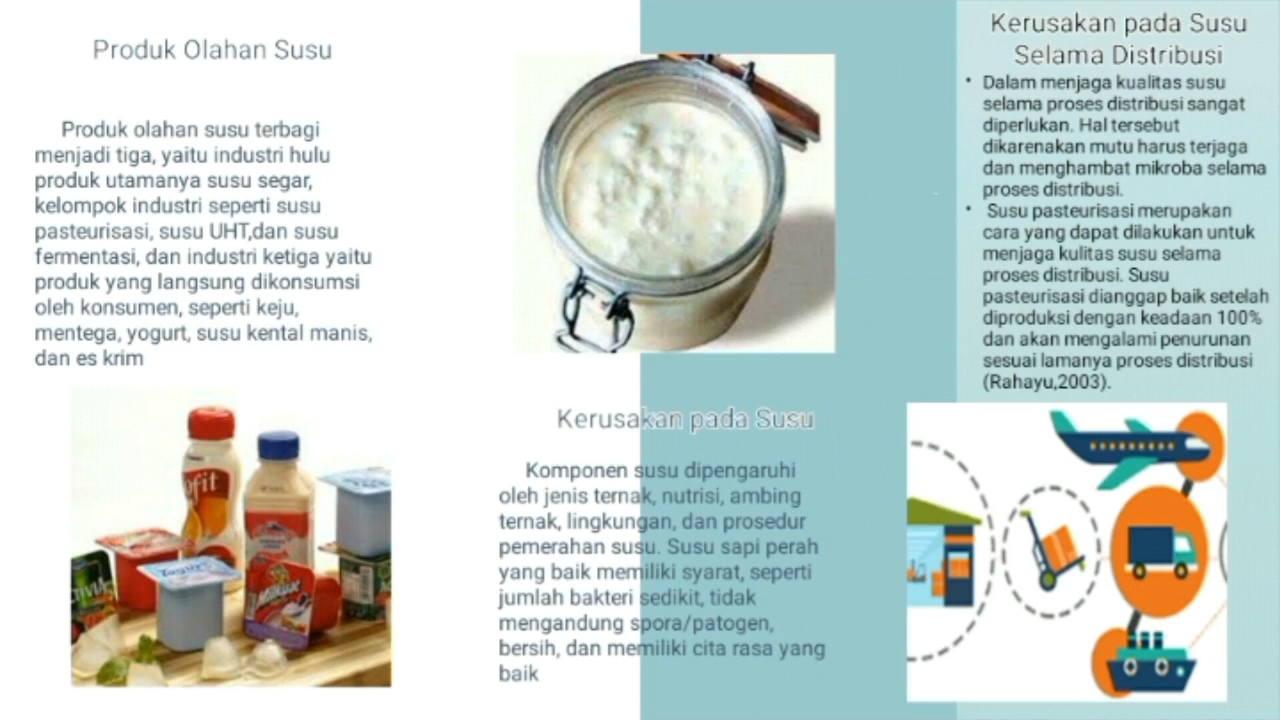 Produk Olahan Susu
Produk olahan susu terbagi
menjadi tiga, yaitu industri hulu
produk utamanya susu segar,
kelompok industri seperti susu
pasteurisasi, susu UHT,dan susu
fermentasi, dan industri ketiga yaitu
produk yang langsung dikonsumsi
oleh konsumen, seperti keju,
mentega, yogurt, susu kental manis,
dan es krim
ofit
Yogurt
CTIVIA
Kerusakan pada Susu
Komponen susu dipengaruhi
oleh jenis ternak, nutrisi, ambing
ternak, lingkungan, dan prosedur
pemerahan susu. Susu sapi perah
yang baik memiliki syarat, seperti
jumlah bakteri sedikit, tidak
mengandung spora/patogen,
bersih, dan memiliki cita rasa yang
baik
Kerusakan pada Susu
Selama Distribusi
• Dalam menjaga kualitas susu
selama proses distribusi sangat
diperlukan. Hal tersebut
dikarenakan mutu harus terjaga
dan menghambat mikroba selama
proses distribusi.
• Susu pasteurisasi merupakan
cara yang dapat dilakukan untuk
menjaga kulitas susu selama
proses distribusi. Susu
pasteurisasi dianggap baik setelah
diproduksi dengan keadaan 100%
dan akan mengalami penurunan
sesuai lamanya proses distribusi
(Rahayu,2003).